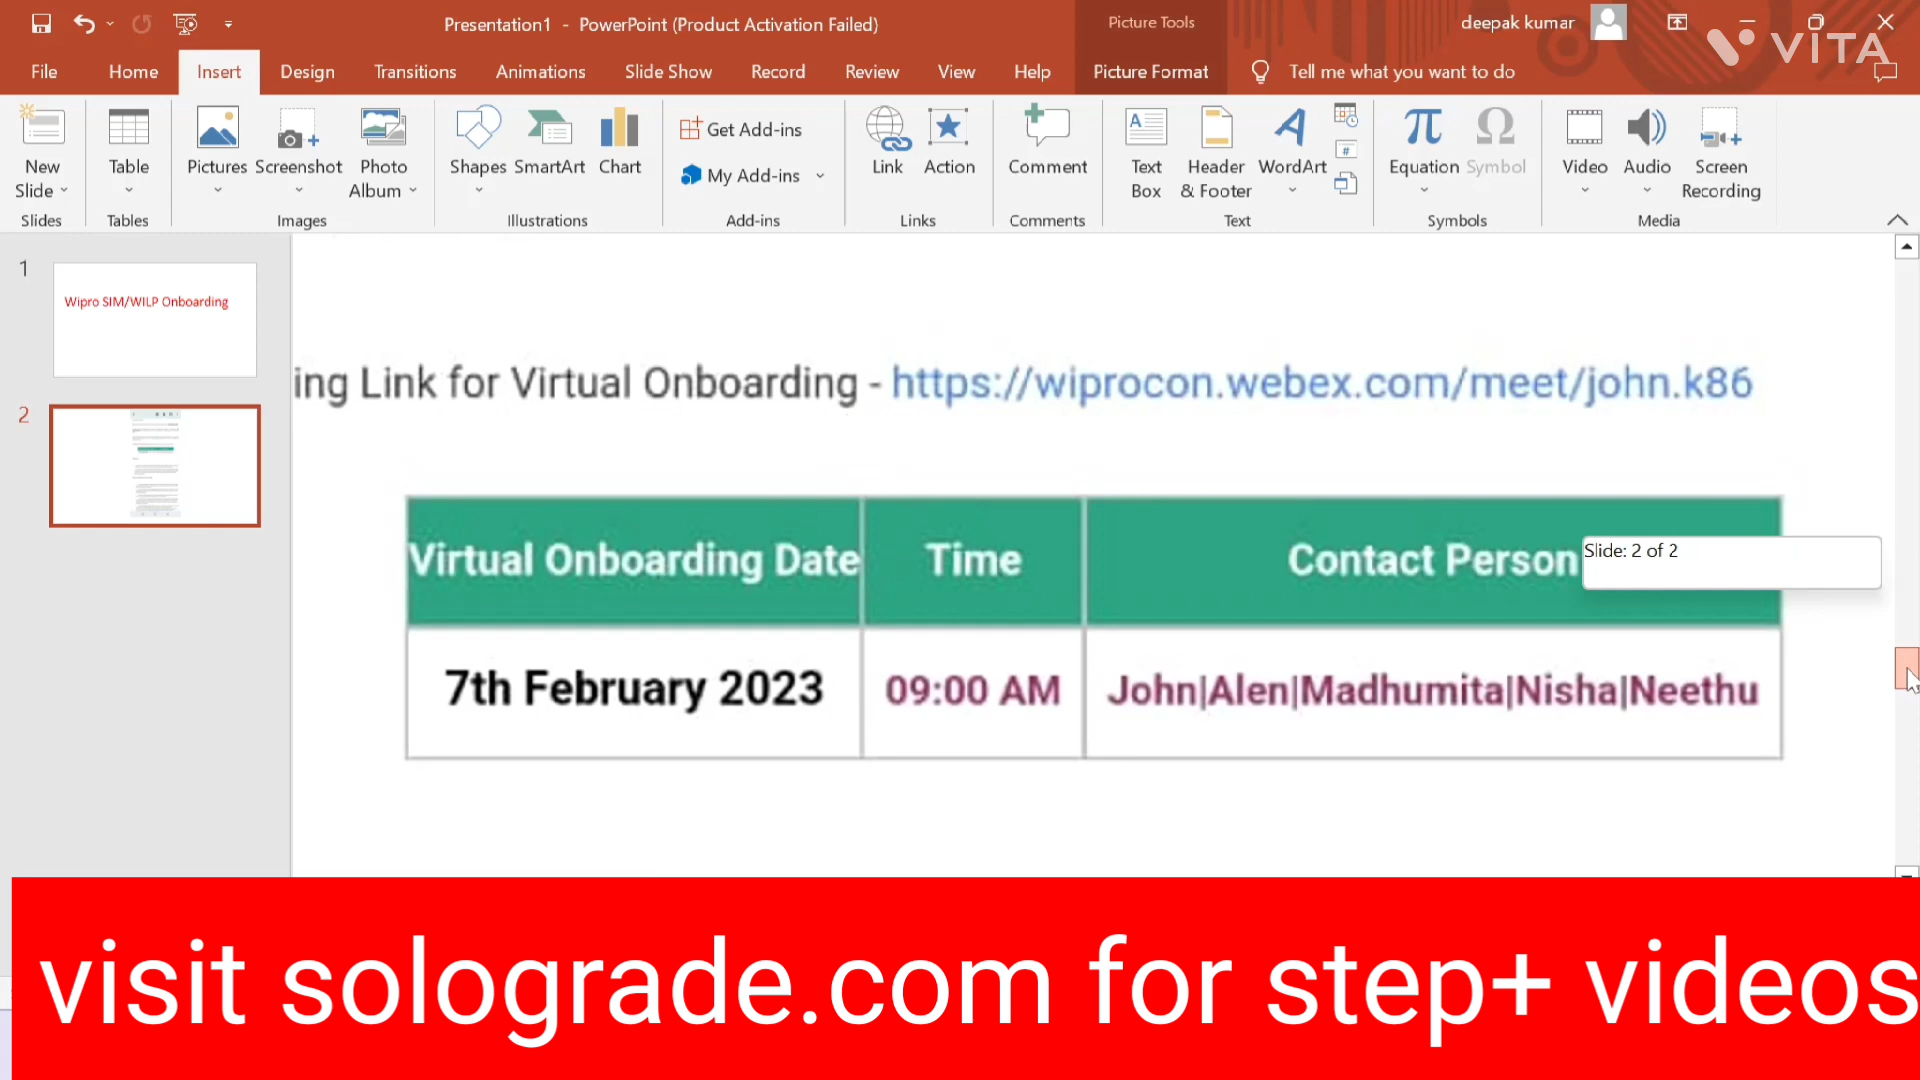 Presentation1 - PowerPoint (Product Activation Failed)
Picture Tools
deepak kumar
VITA
File Home Insert Design Transitions Animations Slide Show Record Review View Help Picture Format Tell me what you want to do
New Slide
Table
Pictures
Screenshot
Photo Album
Shapes
SmartArt
Chart
Get Add-ins
My Add-ins
Link
Action
Comment
Text Box
Header & Footer
WordArt
Equation
Symbol
Video
Audio
Screen Recording
Slides Tables Images Illustrations Add-ins Links Comments Text Symbols Media
1
Wipro SIM/WILP Onboarding
2
ing Link for Virtual Onboarding - https://wiprocon.webex.com/meet/john.k86
Virtual Onboarding Date Time Contact Person
Slide: 2 of 2
7th February 2023 09:00 AM John|Alen|Madhumita|Nisha|Neethu
visit solograde.com for step+ videos